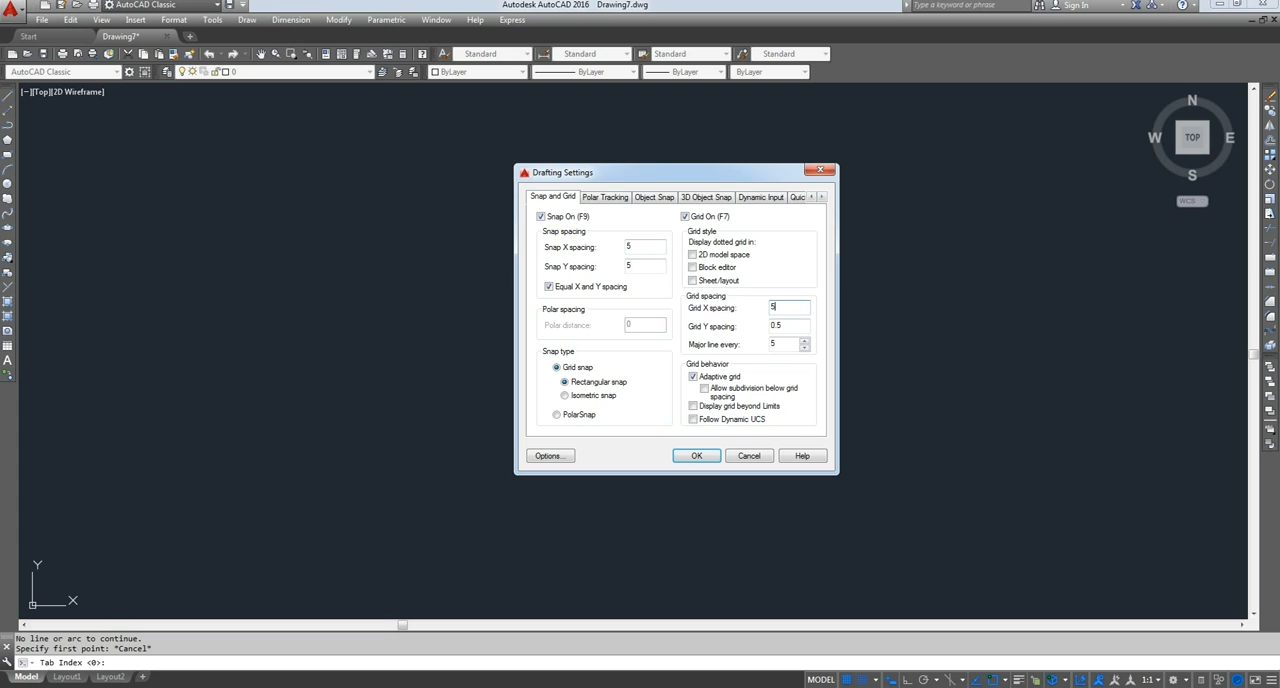 AutoCAD Classic
Autodesk AutoCAD 2016 Drawing7.dwg
Type a keyword or phrase
Sign In
File Edit View Insert Format Tools Draw Dimension Modify Parametric Window Help Express
Start Drawing7*
Standard Standard Standard Standard
AutoCAD Classic 0 ByLayer ByLayer ByLayer ByLayer
[−][Top][2D Wireframe]
N
W TOP E
S
WCS
Drafting Settings
Snap and Grid Polar Tracking Object Snap 3D Object Snap Dynamic Input Quic
Snap On (F9) Grid On (F7)
Snap spacing
Snap X spacing: 5
Snap Y spacing: 5
Equal X and Y spacing
Polar spacing
Polar distance: 0
Snap type
Grid snap
Rectangular snap
Isometric snap
PolarSnap
Grid style
Display dotted grid in:
2D model space
Block editor
Sheet/layout
Grid spacing
Grid X spacing: 5
Grid Y spacing: 0.5
Major line every: 5
Grid behavior
Adaptive grid
Allow subdivision below grid
spacing
Display grid beyond Limits
Follow Dynamic UCS
Options... OK Cancel Help
Y
X
No line or arc to continue.
Specify first point: *Cancel*
Tab Index <0>:
Model Layout1 Layout2 +
MODEL 1:1